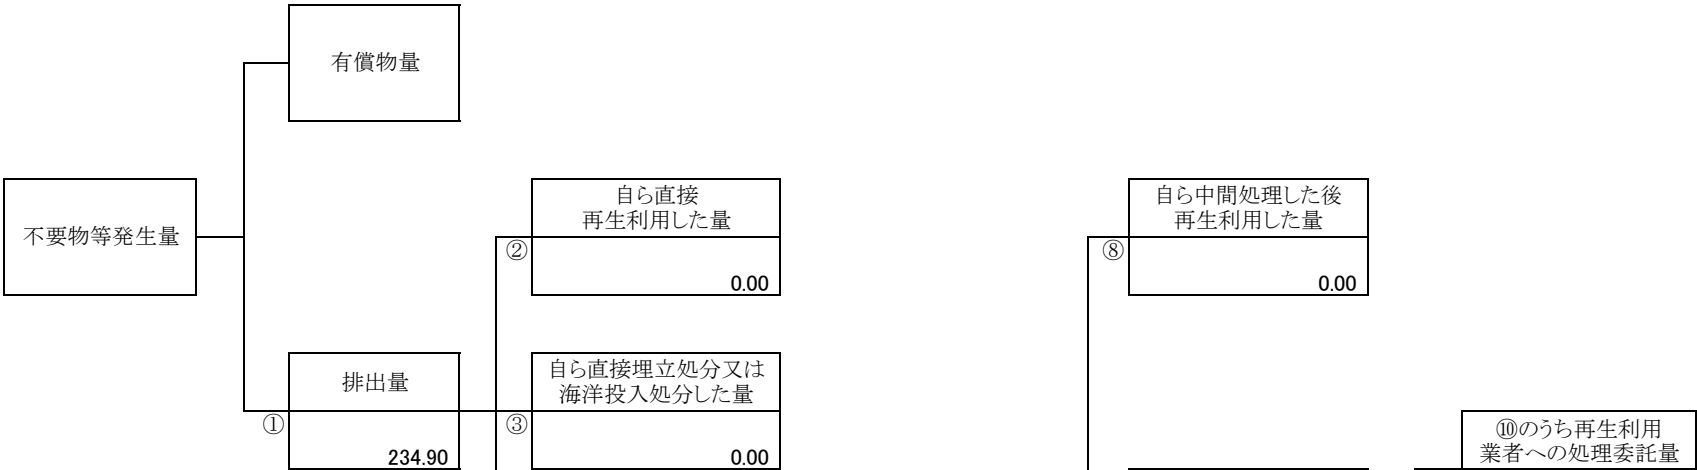 有償物量
不要物等発生量
自ら直接
再生利用した量
②
0.00
自ら中間処理した後
再生利用した量
⑧
0.00
排出量
①
234.90
自ら直接埋立処分又は
海洋投入処分した量
③
0.00
⑩のうち再生利用
業者への処理委託量